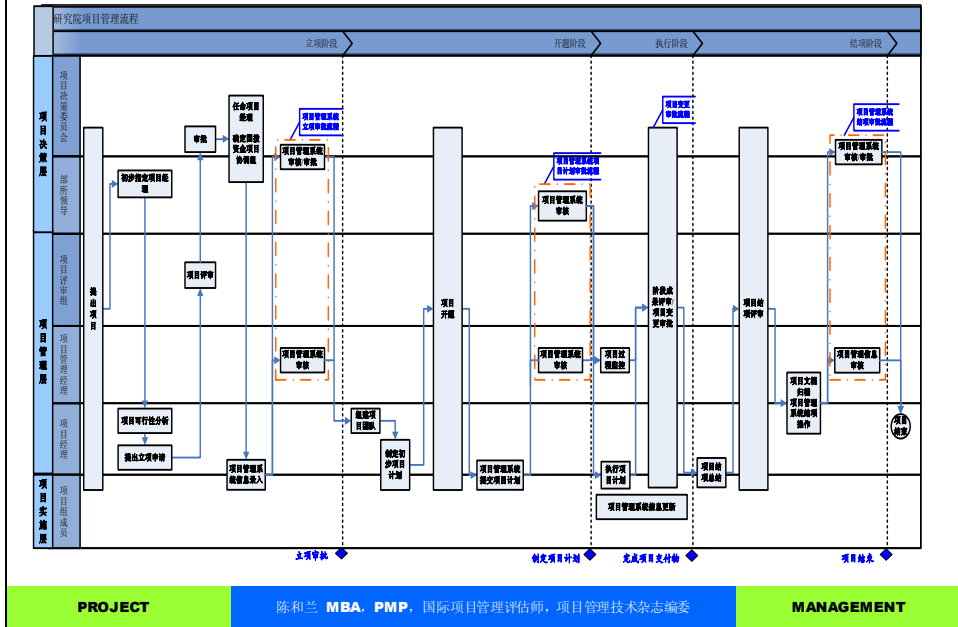 研究院项目管理流程
立项阶段
开题阶段
执行阶段
结项阶段
项目决策层
项目决策委员会
部所领导
项目管理层
项目评审组
项目管理经理
项目经理
项目实施层
项目组成员
提出项目
初步指定项目经
理
项目可行性分析
提出立项申请
项目评审
审批
任命项目
经理
确定国拨
资金项目
协调组
项目管理系
统信息录入
项目管理系统
立项审批流程
项目管理系统
审核/审批
项目管理系统
审核
组建项
目团队
制定初
步项目
计划
项目
开题
项目管理系统
提交项目计划
项目管理系统项
目计划审批流程
项目管理系统
审核
项目管理系统
审核
项目过
程监控
执行项
目计划
项目管理系统信息更新
项目变更
审批流程
阶段成
果评审/
项目变
更审批
项目结
项总结
项目结
项评审
项目文档
归档
项目管理
系统结项
操作
项目管理系统
结项审批流程
项目管理系统
审核/审批
项目管理信息
审核
项目
结束
立项审批
制定项目计划
完成项目交付物
项目结束
PROJECT
陈和兰 MBA，PMP，国际项目管理评估师，项目管理技术杂志编委
MANAGEMENT